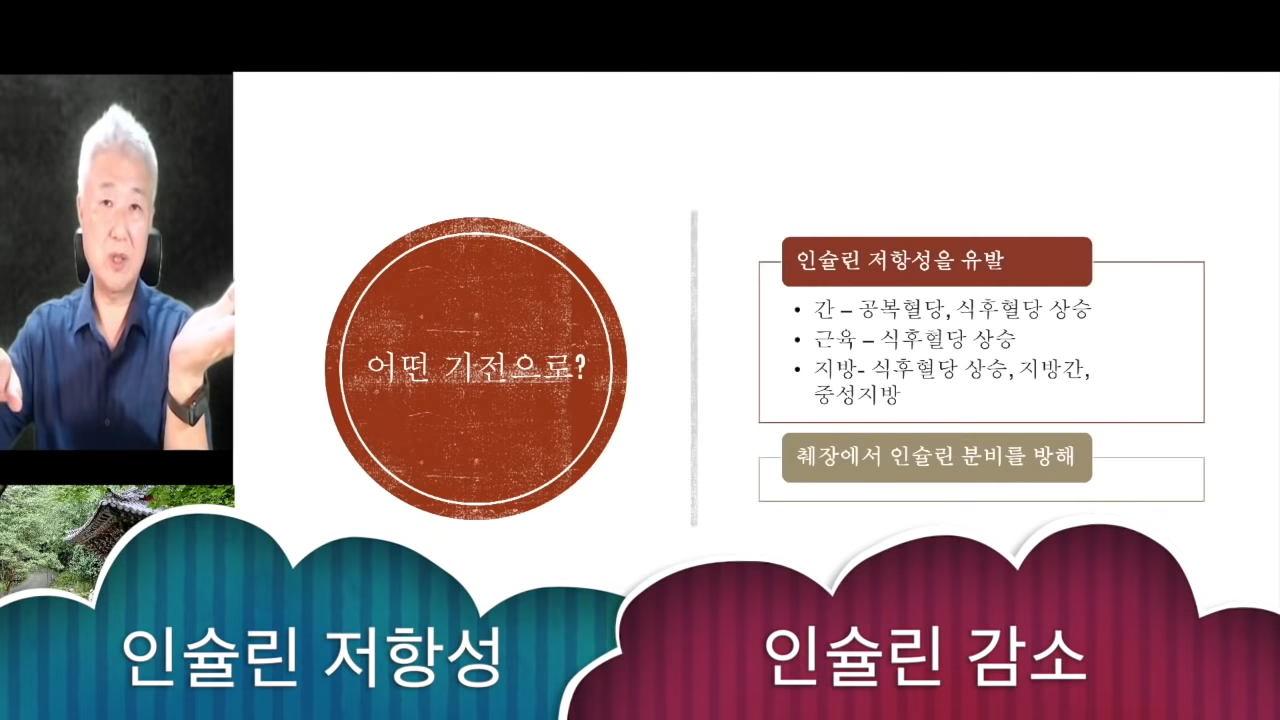 어떤 기전으로?
인슐린 저항성을 유발
• 간 – 공복혈당, 식후혈당 상승
• 근육 – 식후혈당 상승
• 지방- 식후혈당 상승, 지방간,
중성지방
췌장에서 인슐린 분비를 방해
인슐린 저항성
인슐린 감소